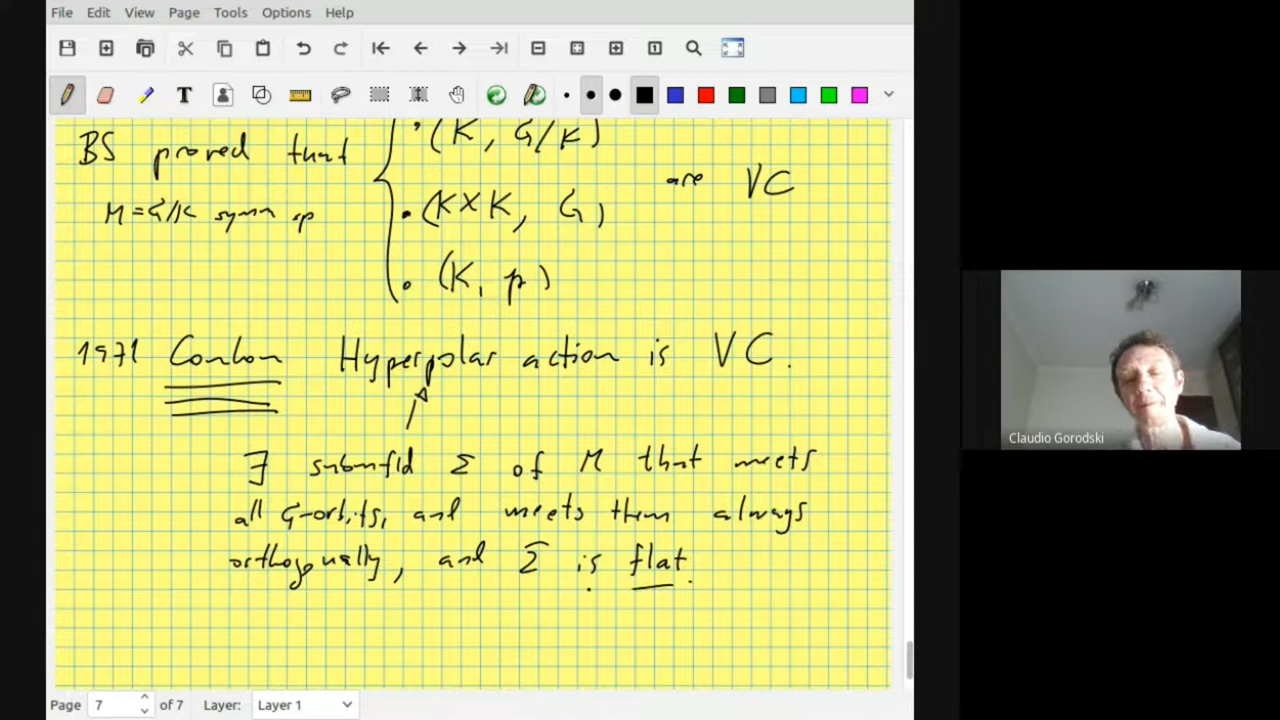 File Edit View Page Tools Options Help
BS proved that
M = G/K symm sp
• (K, G/K)
• (K×K, G)
• (K, p)
are VC
1971 Conlon Hyperpolar action is VC.
∃ submfld Σ of M that meets
all G-orbits, and meets them always
orthogonally, and Σ is flat.
Claudio Gorodski
Page 7 of 7 Layer: Layer 1